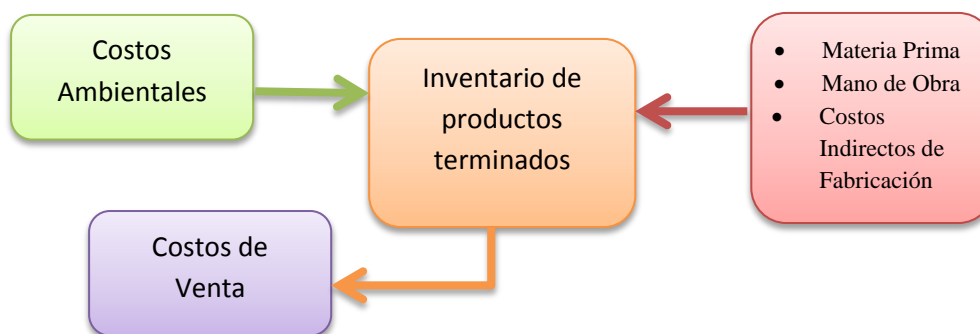 Costos
Ambientales
Inventario de
productos
terminados
• Materia Prima
• Mano de Obra
• Costos
Indirectos de
Fabricación
Costos de
Venta